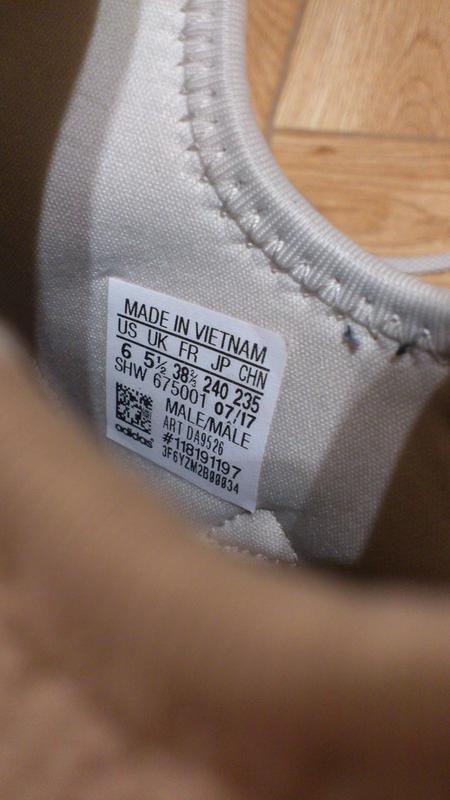 MADE IN VIETNAM
US UK FR JP CHN
6 5½ 38⅔ 240 235
SHW 675001 07/17
MALE/MÂLE
ART DA9526
#118191197
adidas 3F6YZM2B00034